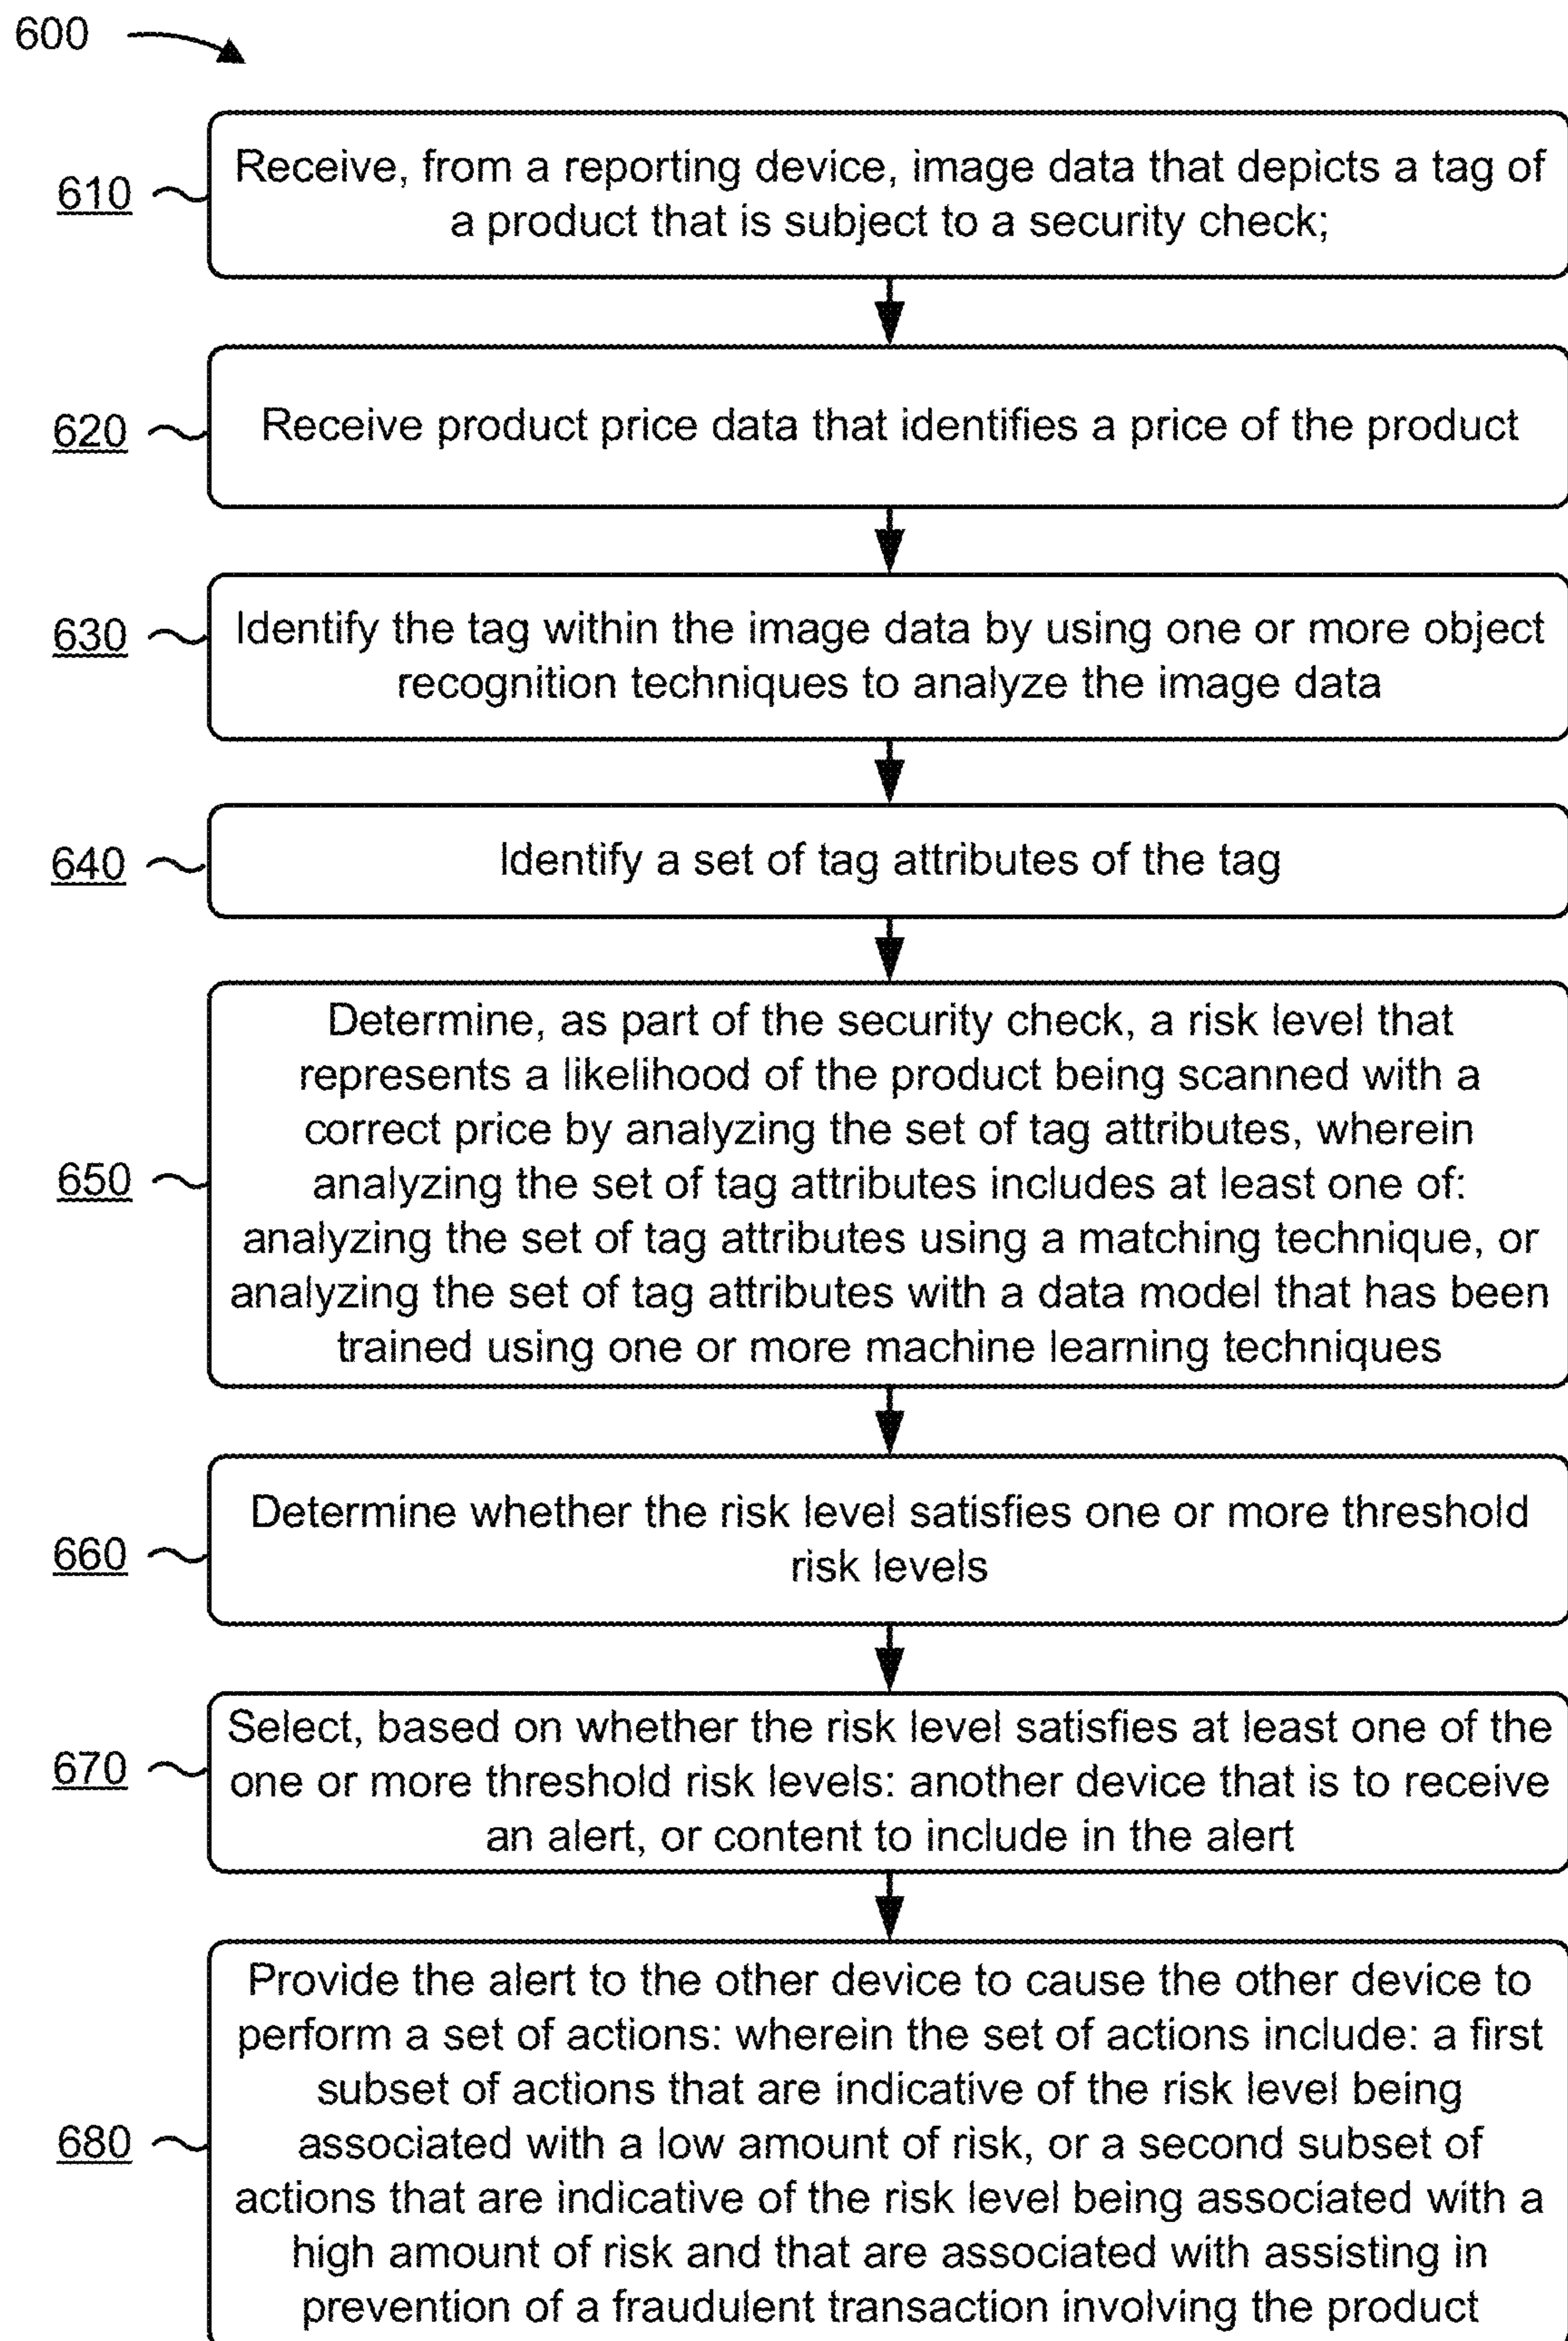 600
610
Receive, from a reporting device, image data that depicts a tag of
a product that is subject to a security check;
620
Receive product price data that identifies a price of the product
630
Identify the tag within the image data by using one or more object
recognition techniques to analyze the image data
640
Identify a set of tag attributes of the tag
650
Determine, as part of the security check, a risk level that
represents a likelihood of the product being scanned with a
correct price by analyzing the set of tag attributes, wherein
analyzing the set of tag attributes includes at least one of:
analyzing the set of tag attributes using a matching technique, or
analyzing the set of tag attributes with a data model that has been
trained using one or more machine learning techniques
660
Determine whether the risk level satisfies one or more threshold
risk levels
670
Select, based on whether the risk level satisfies at least one of the
one or more threshold risk levels: another device that is to receive
an alert, or content to include in the alert
680
Provide the alert to the other device to cause the other device to
perform a set of actions: wherein the set of actions include: a first
subset of actions that are indicative of the risk level being
associated with a low amount of risk, or a second subset of
actions that are indicative of the risk level being associated with a
high amount of risk and that are associated with assisting in
prevention of a fraudulent transaction involving the product